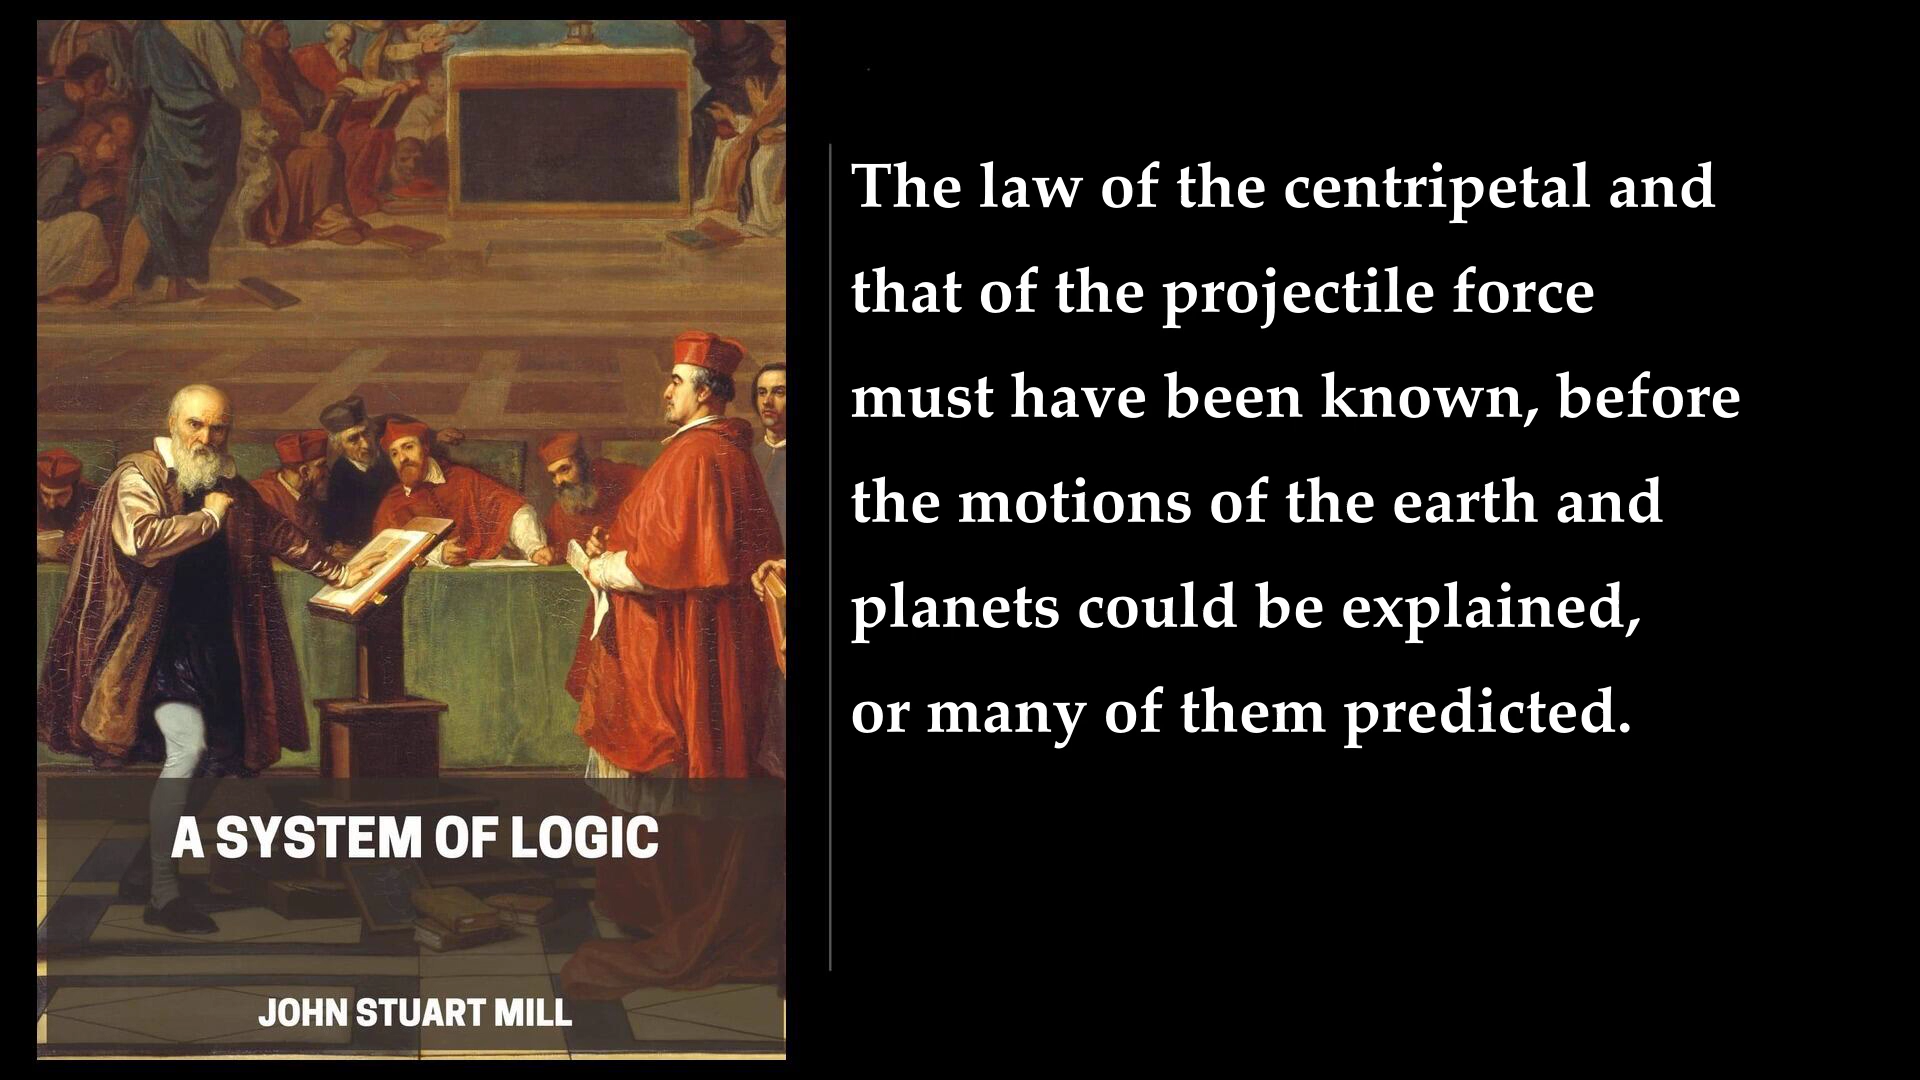 A SYSTEM OF LOGIC
JOHN STUART MILL
The law of the centripetal and
that of the projectile force
must have been known, before
the motions of the earth and
planets could be explained,
or many of them predicted.